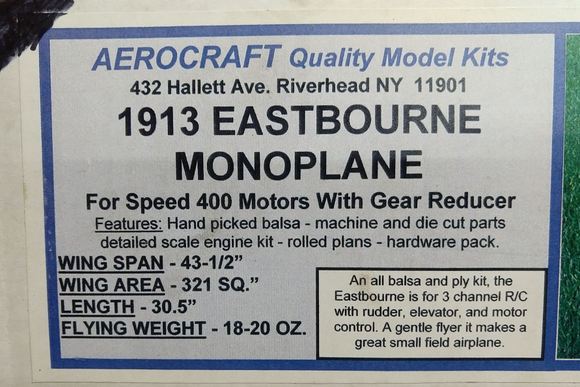 AEROCRAFT Quality Model Kits
432 Hallett Ave. Riverhead NY 11901
1913 EASTBOURNE
MONOPLANE
For Speed 400 Motors With Gear Reducer
Features: Hand picked balsa - machine and die cut parts
detailed scale engine kit - rolled plans - hardware pack.
WING SPAN - 43-1/2”
WING AREA - 321 SQ.”
LENGTH - 30.5”
FLYING WEIGHT - 18-20 OZ.
An all balsa and ply kit, the
Eastbourne is for 3 channel R/C
with rudder, elevator, and motor
control. A gentle flyer it makes a
great small field airplane.